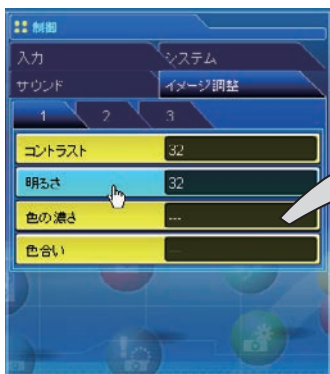 制御
入力 システム
サウンド イメージ調整
1 2 3
コントラスト 32
明るさ 32
色の濃さ ---
色合い ---